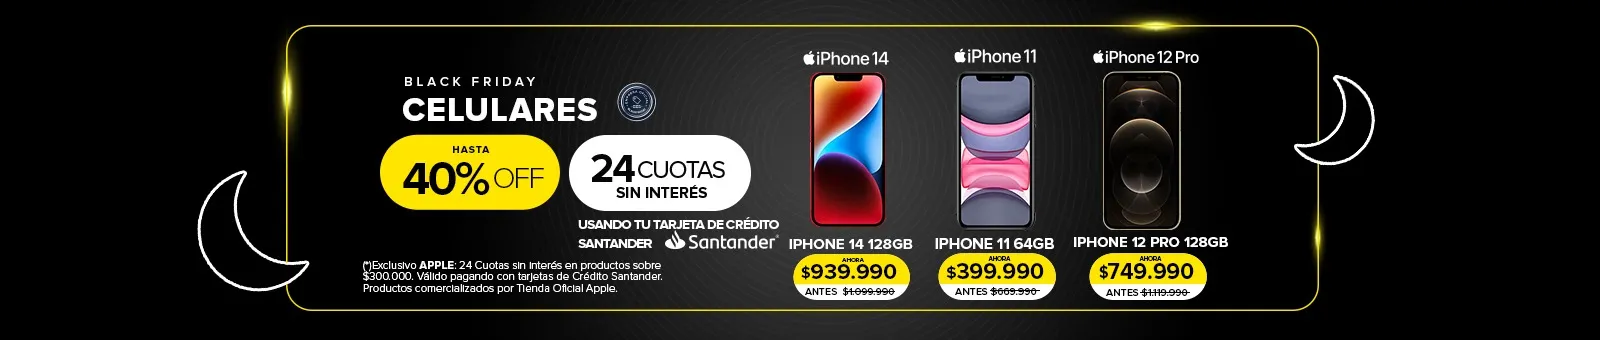 BLACK FRIDAY
CELULARES
HASTA
40% OFF
24 CUOTAS
SIN INTERÉS
USANDO TU TARJETA DE CRÉDITO
SANTANDER Santander
(*)Exclusivo APPLE: 24 Cuotas sin interés en productos sobre
$300.000. Válido pagando con tarjetas de Crédito Santander.
Productos comercializados por Tienda Oficial Apple.
iPhone 14
IPHONE 14 128GB
AHORA
$939.990
ANTES $1.099.990
iPhone 11
IPHONE 11 64GB
AHORA
$399.990
ANTES $669.990
iPhone 12 Pro
IPHONE 12 PRO 128GB
AHORA
$749.990
ANTES $1.119.990